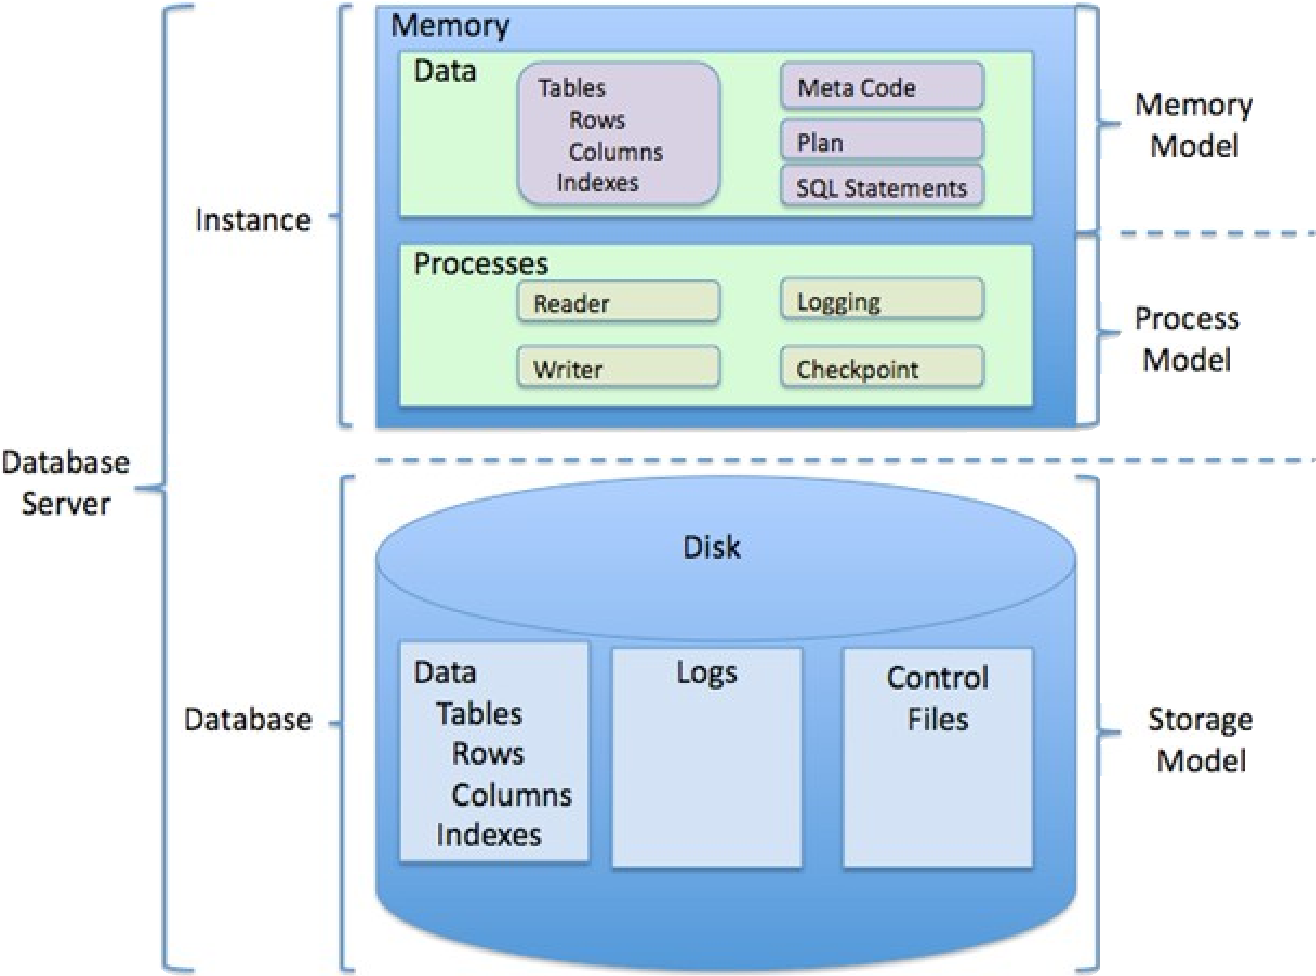 Memory
Data
Tables
Rows
Columns
Indexes
Meta Code
Plan
SQL Statements
Memory
Model
Instance
Processes
Reader
Logging
Writer
Checkpoint
Process
Model
Database
Server
Disk
Data
Tables
Rows
Columns
Indexes
Logs
Control
Files
Database
Storage
Model